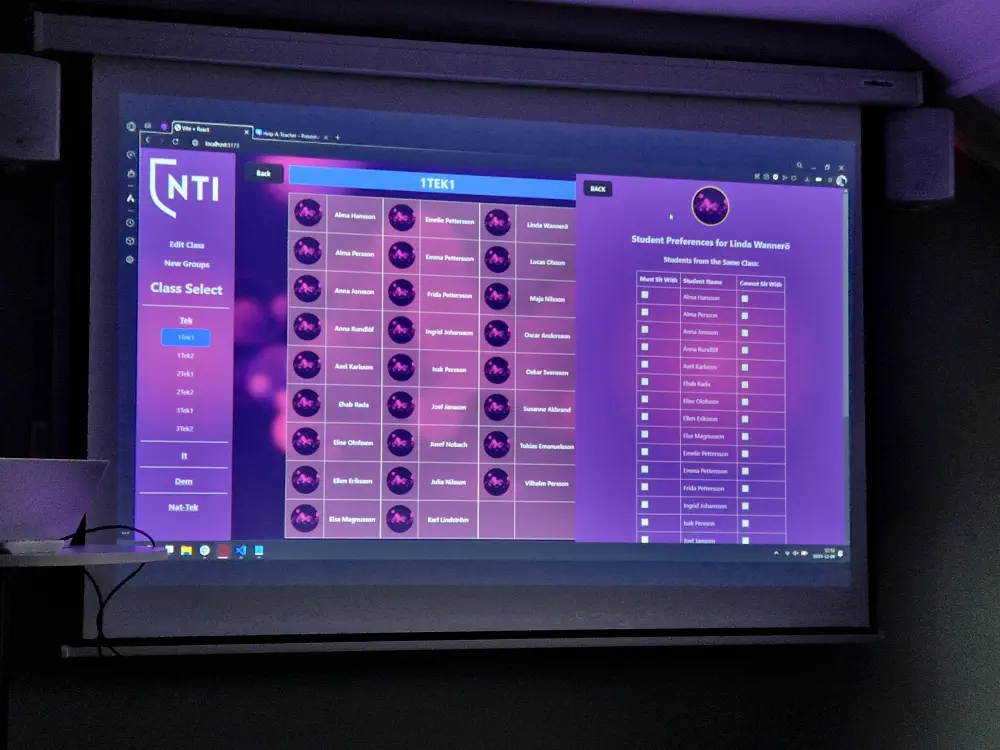 Vite + React
Help-A-Teacher – Present...
localhost:5173
NTI
Edit Class
New Groups
Class Select
Tek
1Tek1
1Tek2
2Tek1
2Tek2
3Tek1
3Tek2
It
Dem
Nat-Tek
Back
1TEK1
Alma Hansson
Emelie Pettersson
Linda Wannerö
Alma Persson
Emma Pettersson
Lucas Olsson
Anna Jonsson
Frida Pettersson
Maja Nilsson
Anna Rundlöf
Ingrid Johansson
Oscar Andersson
Axel Karlsson
Isak Persson
Oskar Svensson
Ehab Rada
Joel Jansson
Susanne Akbrand
Elise Olofsson
Josef Nobach
Tobias Emanuelsson
Ellen Eriksson
Julia Nilsson
Vilhelm Persson
Elsa Magnusson
Karl Lindström
BACK
Student Preferences for Linda Wannerö
Students from the Same Class:
Must Sit With Student Name Cannot Sit With
Alma Hansson
Alma Persson
Anna Jonsson
Anna Rundlöf
Axel Karlsson
Ehab Rada
Elise Olofsson
Ellen Eriksson
Elsa Magnusson
Emelie Pettersson
Emma Pettersson
Frida Pettersson
Ingrid Johansson
Isak Persson
Joel Jansson